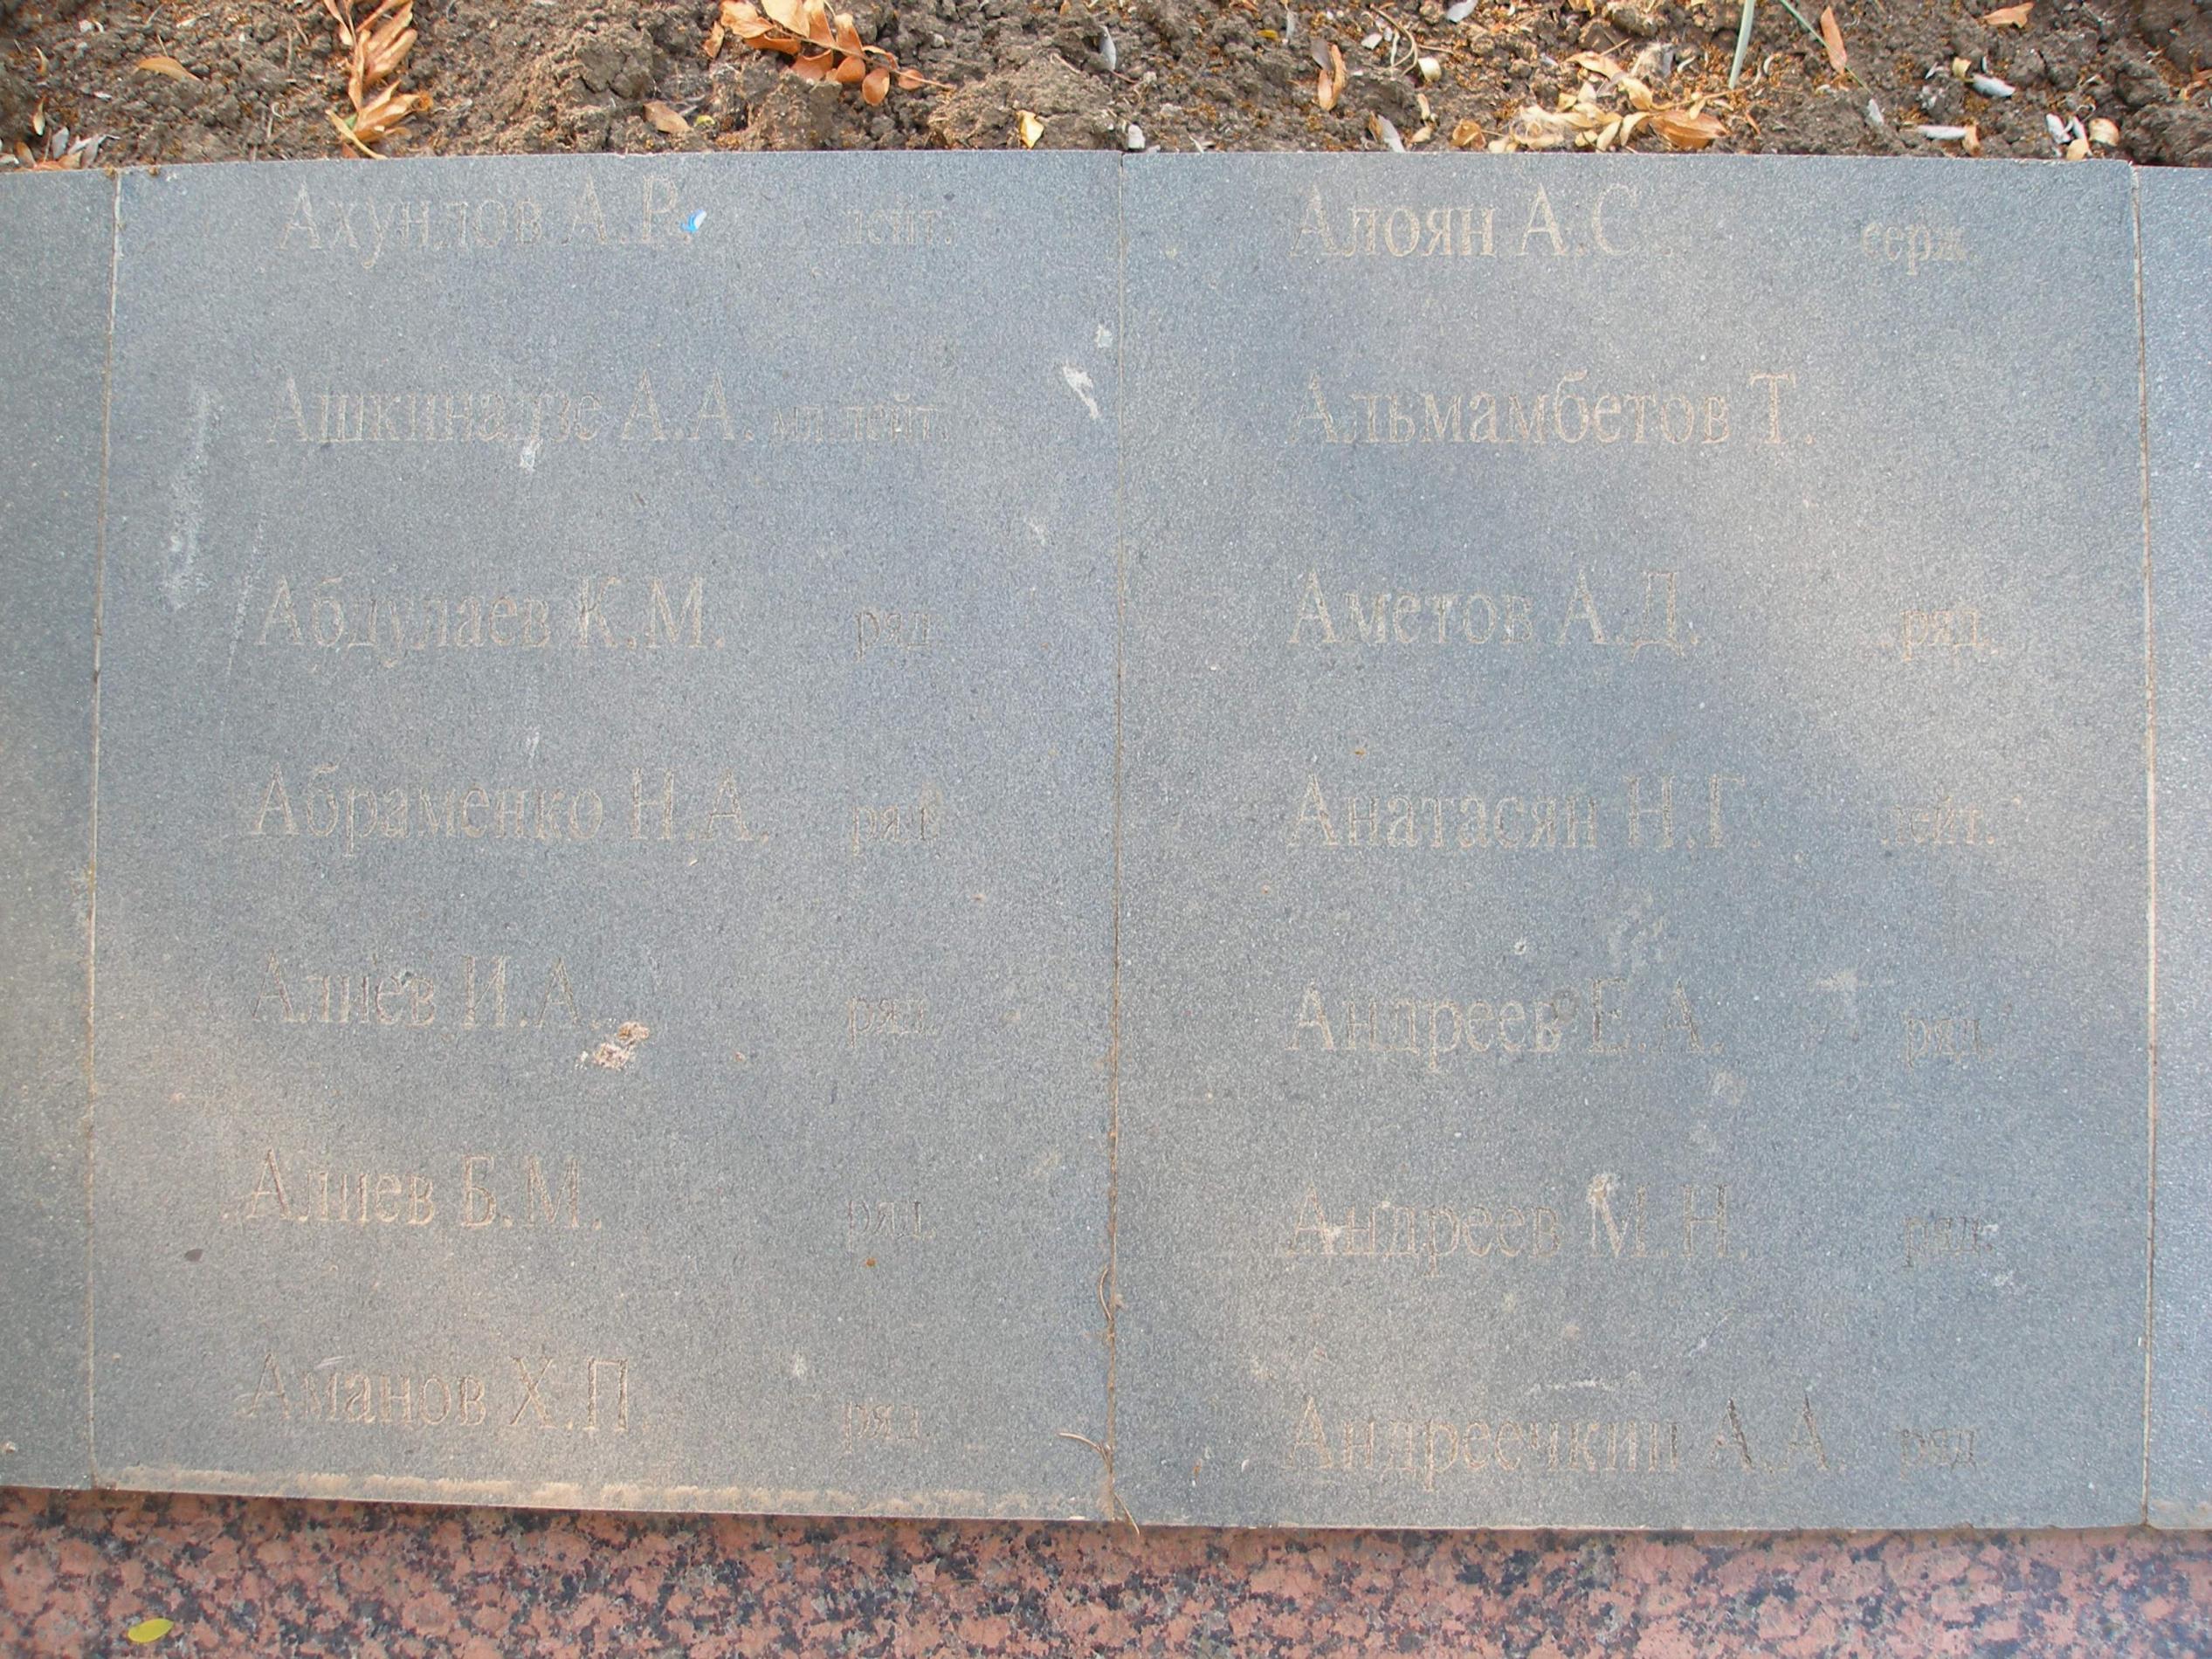 Ахундов А.Р. лейт.
Ашкинадзе А.А. мл.лейт.
Абдулаев К.М. ряд.
Абраменко Н.А. ряд.
Алиев И.А. ряд.
Алиев Б.М. ряд.
Аманов Х.П. ряд.
Алоян А.С. серж.
Альмамбетов Т.
Аметов А.Д. ряд.
Анатасян Н.Г. лейт.
Андреев Е.А. ряд.
Андреев М.Н. ряд.
Андреечкин А.А. ряд.